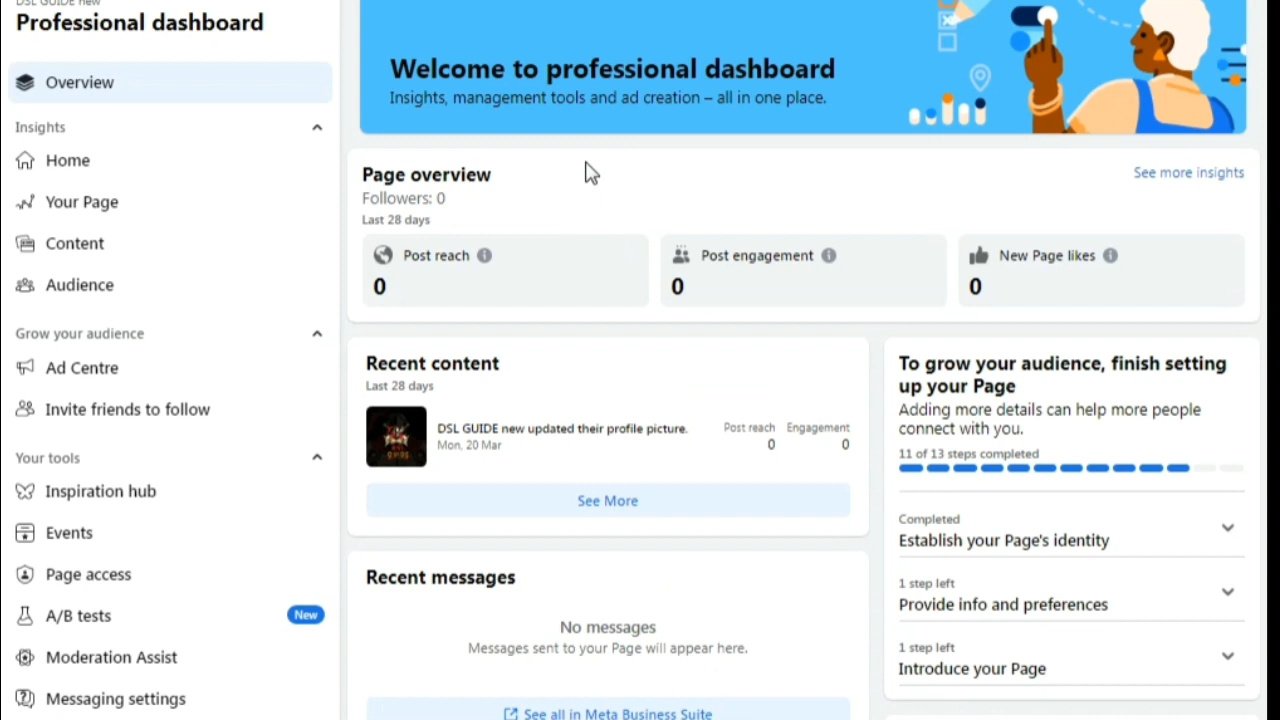 DSL GUIDE new
Professional dashboard
Overview
Insights
Home
Your Page
Content
Audience
Grow your audience
Ad Centre
Invite friends to follow
Your tools
Inspiration hub
Events
Page access
A/B tests
New
Moderation Assist
Messaging settings
Welcome to professional dashboard
Insights, management tools and ad creation – all in one place.
Page overview
See more insights
Followers: 0
Last 28 days
Post reach
0
Post engagement
0
New Page likes
0
Recent content
Last 28 days
DSL GUIDE new updated their profile picture.
Mon, 20 Mar
Post reach
0
Engagement
0
See More
Recent messages
No messages
Messages sent to your Page will appear here.
See all in Meta Business Suite
To grow your audience, finish setting
up your Page
Adding more details can help more people
connect with you.
11 of 13 steps completed
Completed
Establish your Page's identity
1 step left
Provide info and preferences
1 step left
Introduce your Page